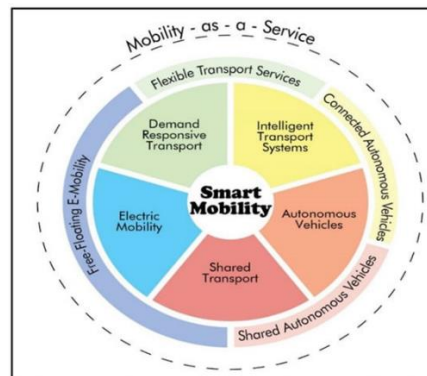 Mobility - as - a - Service
Flexible Transport Services
Connected Autonomous Vehicles
Free-Floating E-Mobility
Shared Autonomous Vehicles
Demand
Responsive
Transport
Intelligent
Transport
Systems
Smart
Mobility
Electric
Mobility
Autonomous
Vehicles
Shared
Transport